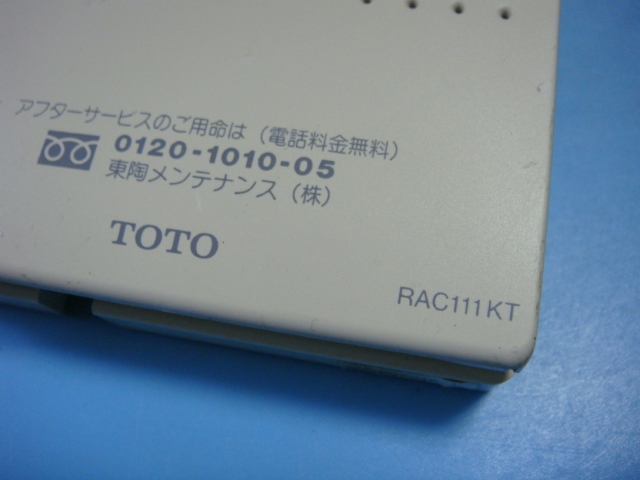 アフターサービスのご用命は（電話料金無料）
0120-1010-05
東陶メンテナンス（株）
TOTO
RAC111KT